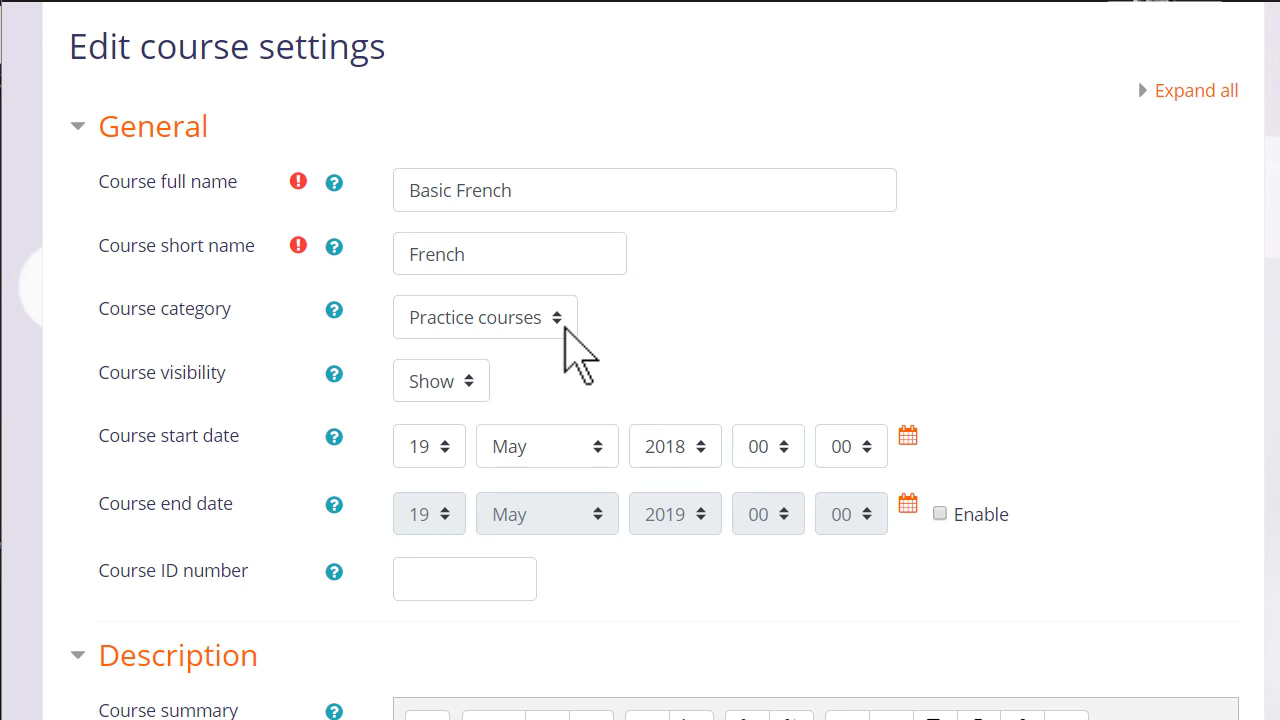 Edit course settings
Expand all
General
Course full name Basic French
Course short name French
Course category Practice courses
Course visibility Show
Course start date 19 May 2018 00 00
Course end date 19 May 2019 00 00 Enable
Course ID number
Description
Course summary